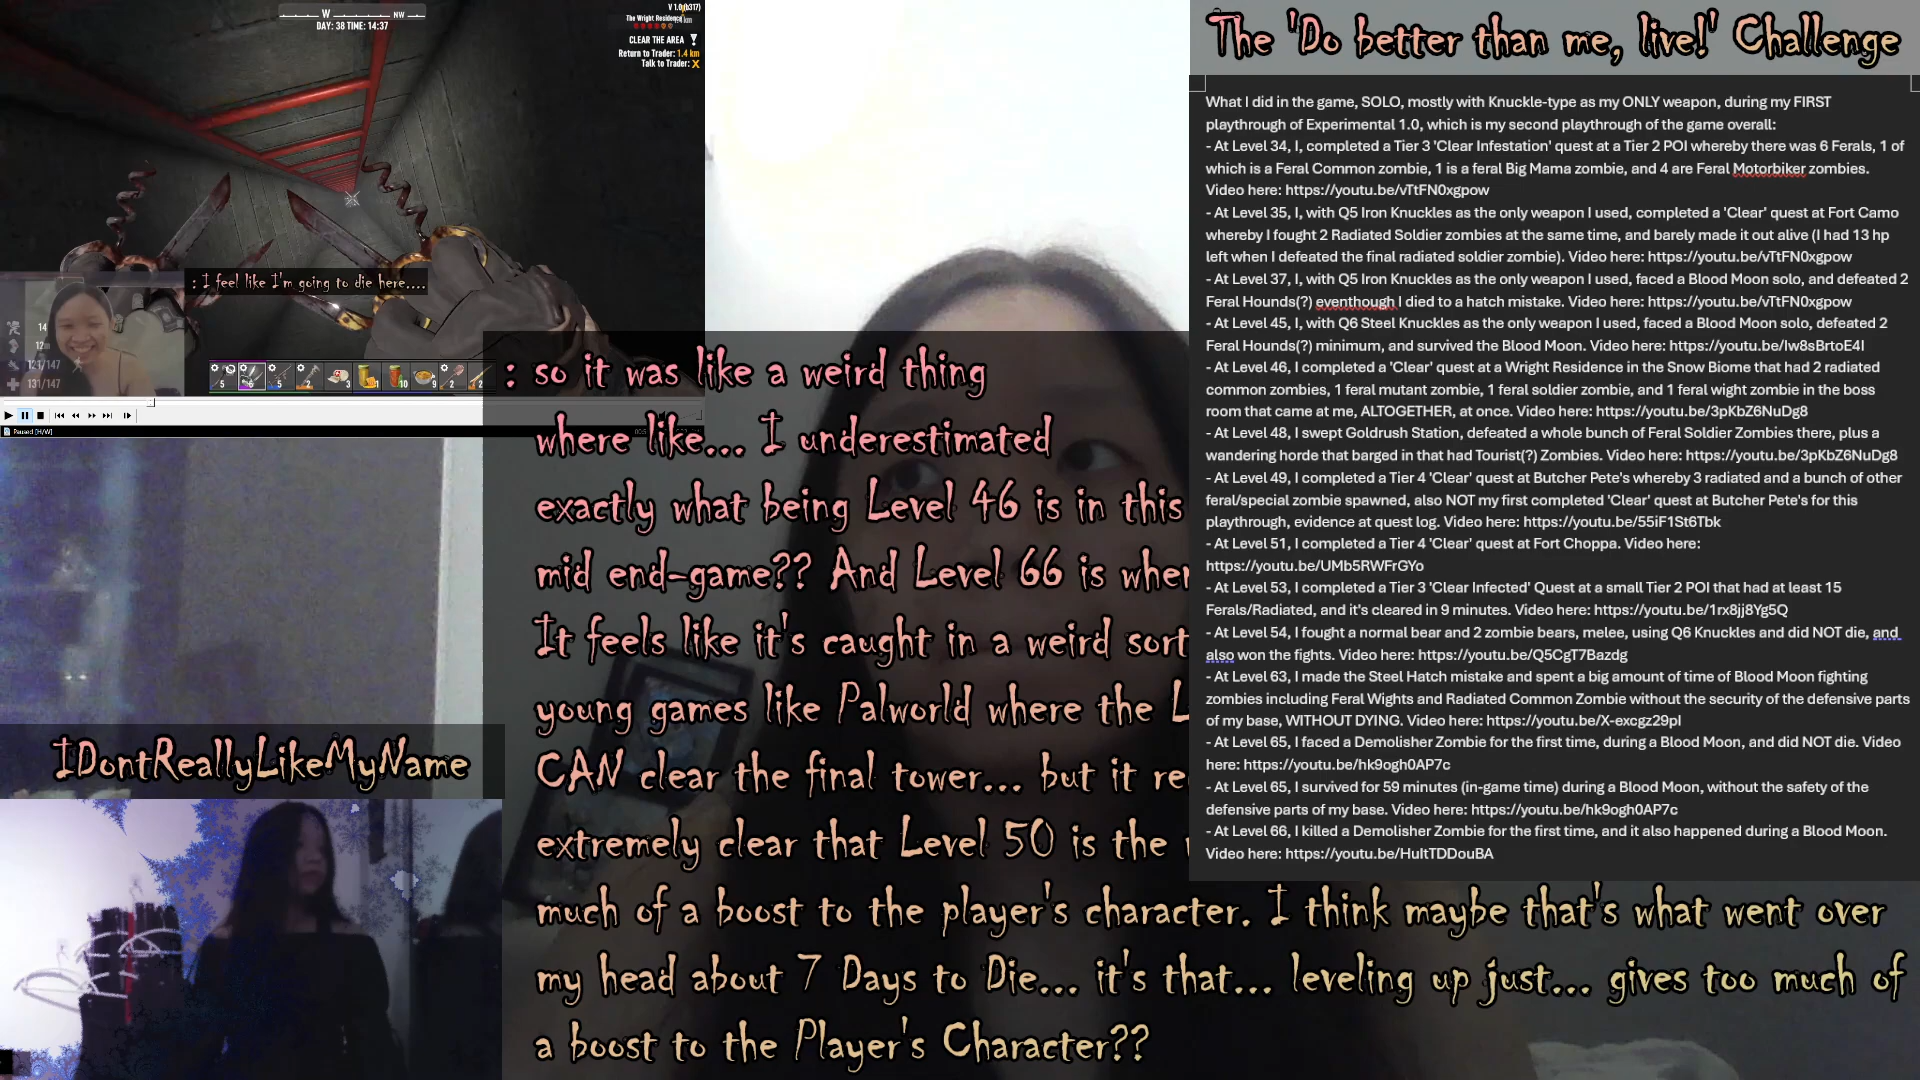 W
NW
DAY: 38 TIME: 14:37
The Wright Residence
CLEAR THE AREA
Return to Trader: 1.4 km
Talk to Trader:
: I feel like I'm going to die here....
14
121/147
131/147
Paused [H/W]
: so it was like a weird thing
where like... I underestimated
exactly what being Level 46 is in this
mid end-game?? And Level 66 is
It feels like it's caught in a weird sort
young games like Palworld where the
CAN clear the final tower... but it
extremely clear that Level 50 is the
much of a boost to the player's character. I think maybe that's what went over
my head about 7 Days to Die... it's that... leveling up just... gives too much of
a boost to the Player's Character??
IDontReallyLikeMyName
The 'Do better than me, live!' Challenge
What I did in the game, SOLO, mostly with Knuckle-type as my ONLY weapon, during my FIRST
playthrough of Experimental 1.0, which is my second playthrough of the game overall:
- At Level 34, I, completed a Tier 3 'Clear Infestation' quest at a Tier 2 POI whereby there was 6 Ferals, 1 of
which is a Feral Common zombie, 1 is a feral Big Mama zombie, and 4 are Feral Motorbiker zombies.
Video here: https://youtu.be/vTtFN0xgpow
- At Level 35, I, with Q5 Iron Knuckles as the only weapon I used, completed a 'Clear' quest at Fort Camo
whereby I fought 2 Radiated Soldier zombies at the same time, and barely made it out alive (I had 13 hp
left when I defeated the final radiated soldier zombie). Video here: https://youtu.be/vTtFN0xgpow
- At Level 37, I, with Q5 Iron Knuckles as the only weapon I used, faced a Blood Moon solo, and defeated 2
Feral Hounds(?) eventhough I died to a hatch mistake. Video here: https://youtu.be/vTtFN0xgpow
- At Level 45, I, with Q6 Steel Knuckles as the only weapon I used, faced a Blood Moon solo, defeated 2
Feral Hounds(?) minimum, and survived the Blood Moon. Video here: https://youtu.be/Iw8sBrtoE4I
- At Level 46, I completed a 'Clear' quest at a Wright Residence in the Snow Biome that had 2 radiated
common zombies, 1 feral mutant zombie, 1 feral soldier zombie, and 1 feral wight zombie in the boss
room that came at me, ALTOGETHER, at once. Video here: https://youtu.be/3pKbZ6NuDg8
- At Level 48, I swept Goldrush Station, defeated a whole bunch of Feral Soldier Zombies there, plus a
wandering horde that barged in that had Tourist(?) Zombies. Video here: https://youtu.be/3pKbZ6NuDg8
- At Level 49, I completed a Tier 4 'Clear' quest at Butcher Pete's whereby 3 radiated and a bunch of other
feral/special zombie spawned, also NOT my first completed 'Clear' quest at Butcher Pete's for this
playthrough, evidence at quest log. Video here: https://youtu.be/55iF1St6Tbk
- At Level 51, I completed a Tier 4 'Clear' quest at Fort Choppa. Video here:
https://youtu.be/UMb5RWFrGYo
- At Level 53, I completed a Tier 3 'Clear Infected' Quest at a small Tier 2 POI that had at least 15
Ferals/Radiated, and it's cleared in 9 minutes. Video here: https://youtu.be/1rx8jj8Yg5Q
- At Level 54, I fought a normal bear and 2 zombie bears, melee, using Q6 Knuckles and did NOT die, and
also won the fights. Video here: https://youtu.be/Q5CgT7Bazdg
- At Level 63, I made the Steel Hatch mistake and spent a big amount of time of Blood Moon fighting
zombies including Feral Wights and Radiated Common Zombie without the security of the defensive parts
of my base, WITHOUT DYING. Video here: https://youtu.be/X-excgz29pI
- At Level 65, I faced a Demolisher Zombie for the first time, during a Blood Moon, and did NOT die. Video
here: https://youtu.be/hk9ogh0AP7c
- At Level 65, I survived for 59 minutes (in-game time) during a Blood Moon, without the safety of the
defensive parts of my base. Video here: https://youtu.be/hk9ogh0AP7c
- At Level 66, I killed a Demolisher Zombie for the first time, and it also happened during a Blood Moon.
Video here: https://youtu.be/HuItTDDouBA